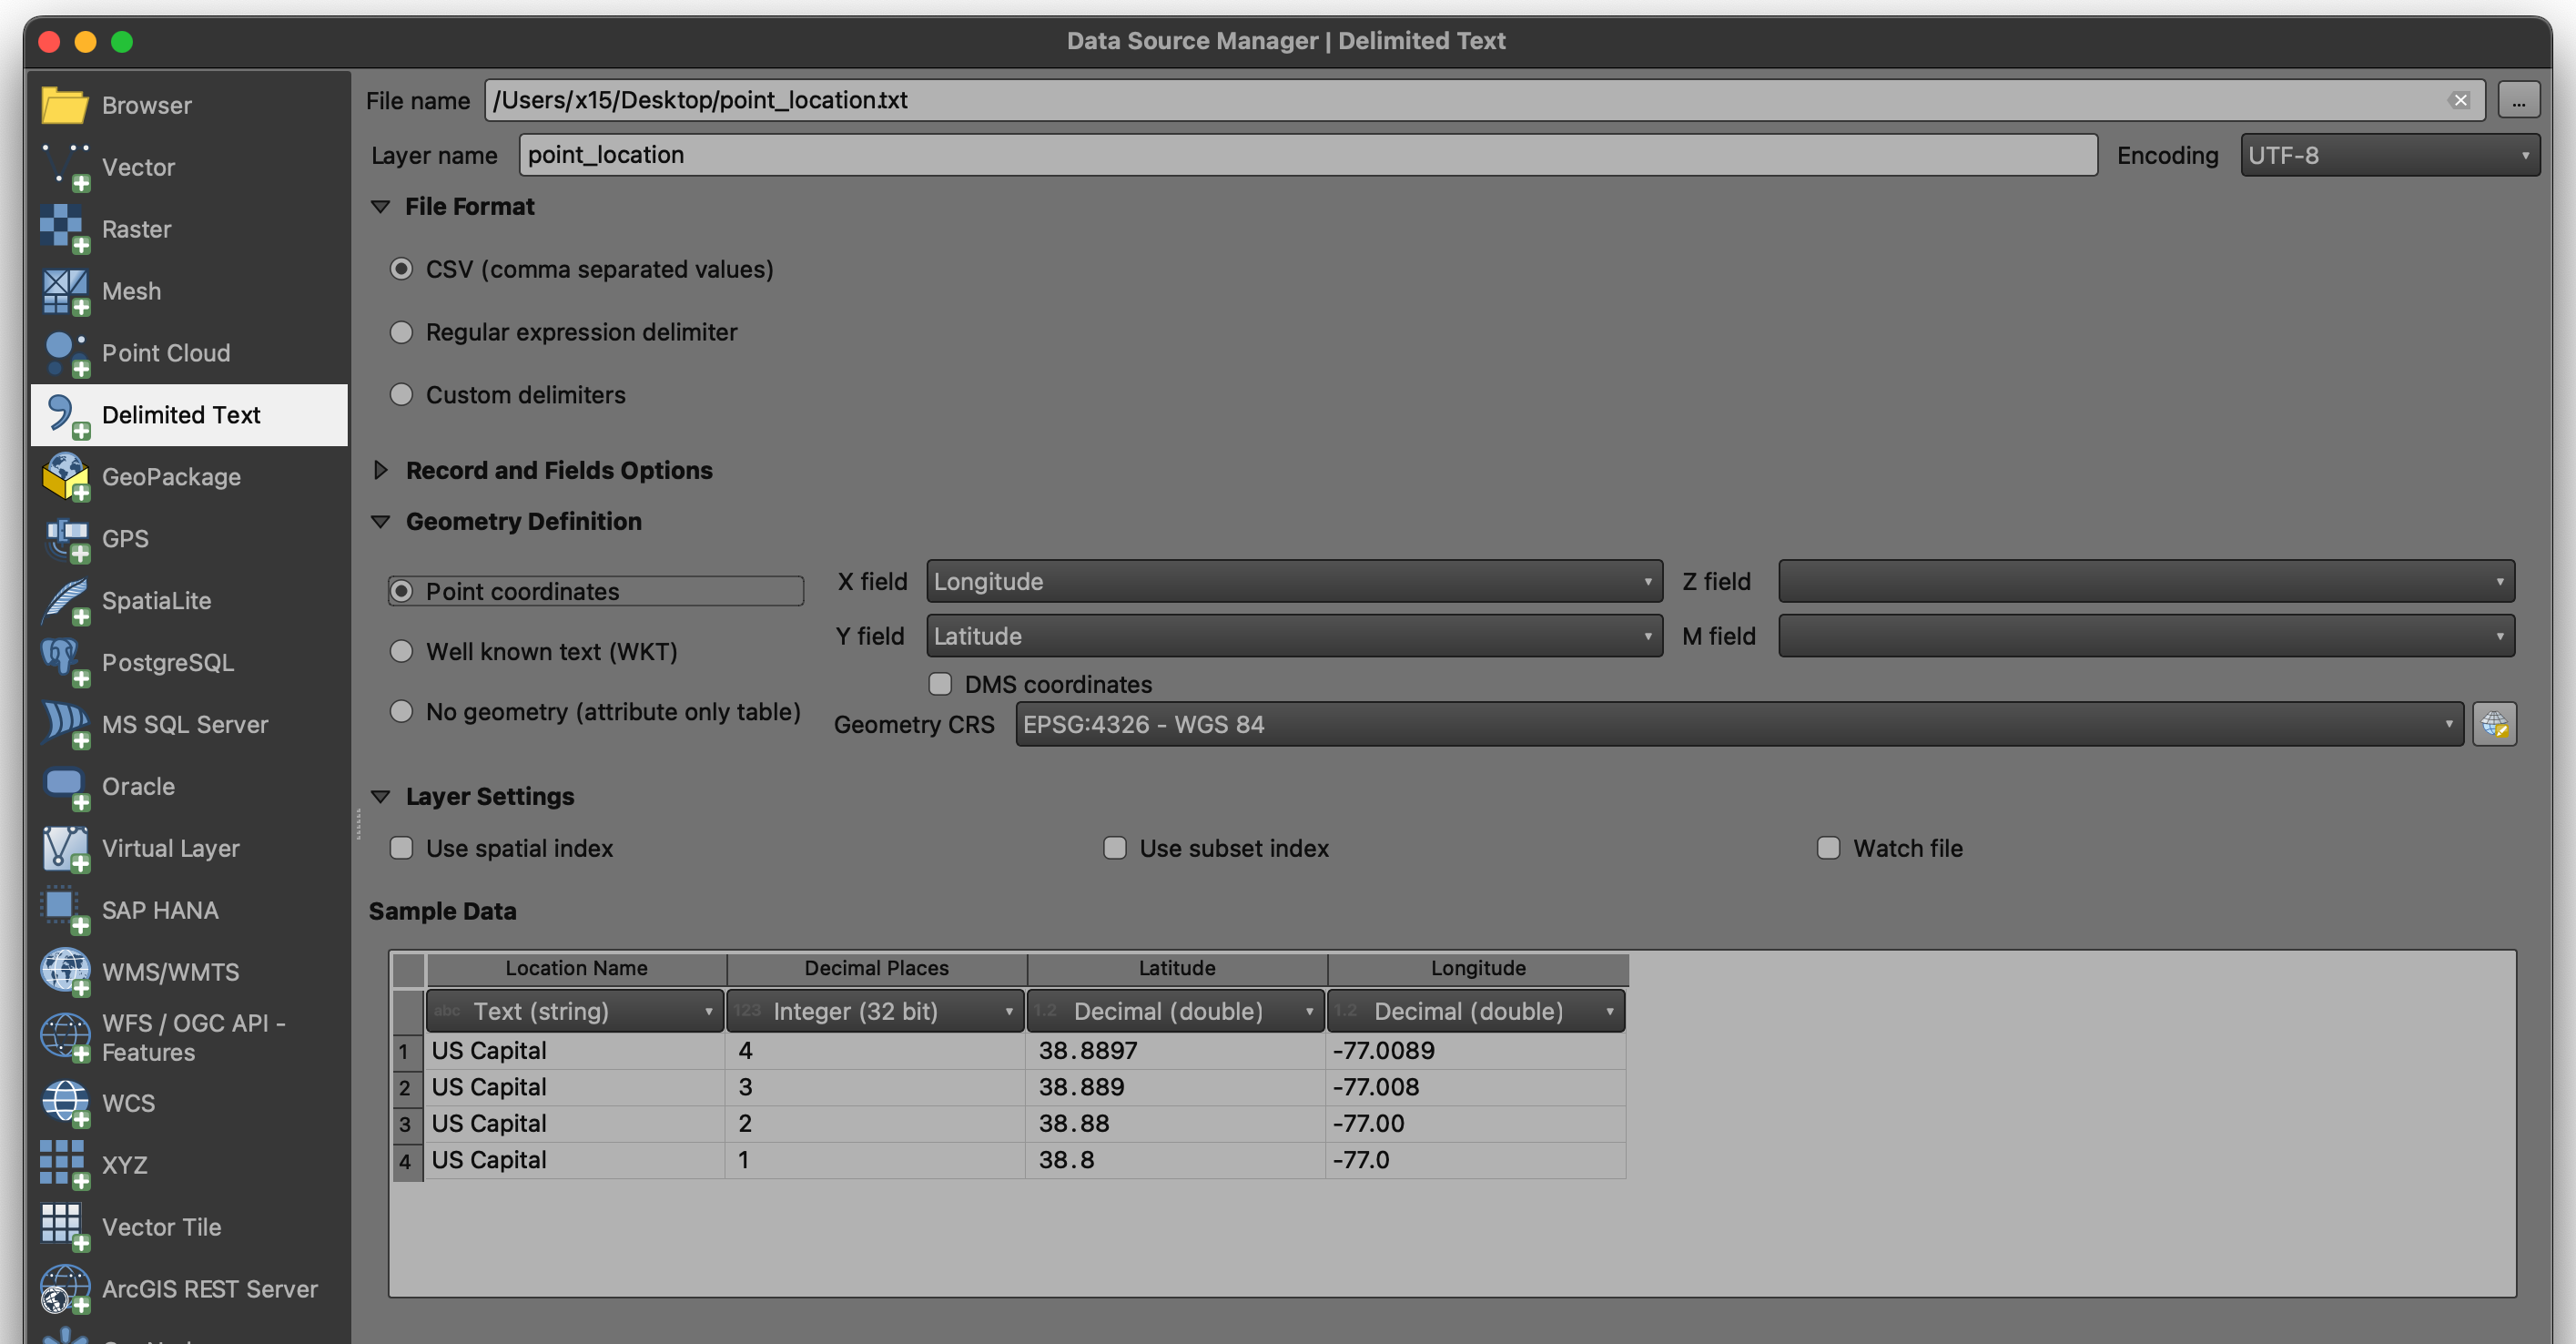 Data Source Manager | Delimited Text
Browser
Vector
Raster
Mesh
Point Cloud
Delimited Text
GeoPackage
GPS
SpatiaLite
PostgreSQL
MS SQL Server
Oracle
Virtual Layer
SAP HANA
WMS/WMTS
WFS / OGC API -
Features
WCS
XYZ
Vector Tile
ArcGIS REST Server
File name /Users/x15/Desktop/point_location.txt ...
Layer name point_location Encoding UTF-8
File Format
CSV (comma separated values)
Regular expression delimiter
Custom delimiters
Record and Fields Options
Geometry Definition
Point coordinates X field Longitude Z field
Y field Latitude M field
Well known text (WKT)
DMS coordinates
No geometry (attribute only table) Geometry CRS EPSG:4326 - WGS 84
Layer Settings
Use spatial index Use subset index Watch file
Sample Data
Location Name Decimal Places Latitude Longitude
abc Text (string) 123 Integer (32 bit) 1.2 Decimal (double) 1.2 Decimal (double)
1 US Capital 4 38.8897 -77.0089
2 US Capital 3 38.889 -77.008
3 US Capital 2 38.88 -77.00
4 US Capital 1 38.8 -77.0